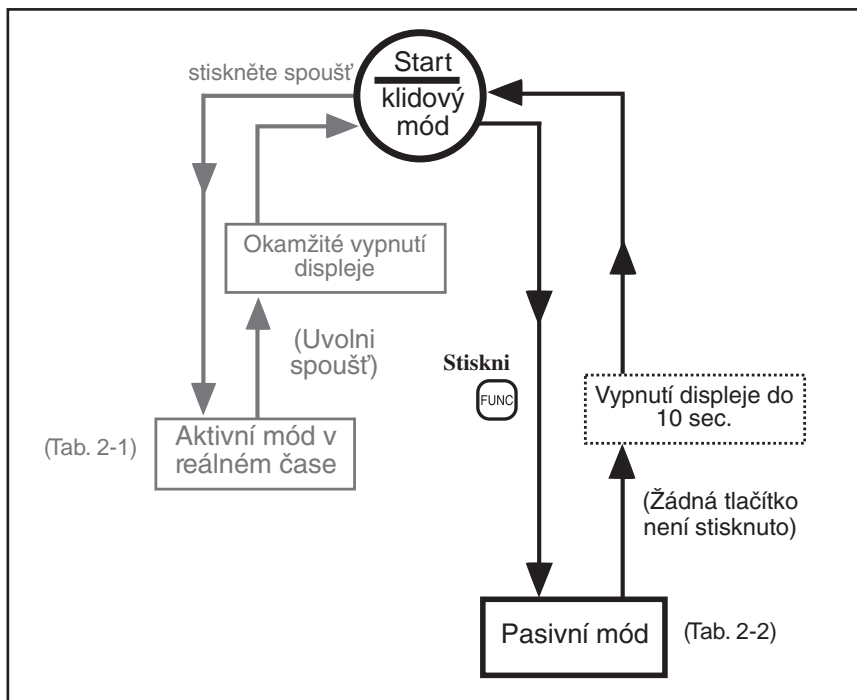 Start
stiskněte spoušť
klidový
mód
Okamžité vypnutí
displeje
(Uvolni
spoušť)
Stiskni
FUNC
Vypnutí displeje do
10 sec.
(Tab. 2-1)
Aktivní mód v
reálném čase
(Žádná tlačítko
není stisknuto)
Pasivní mód
(Tab. 2-2)